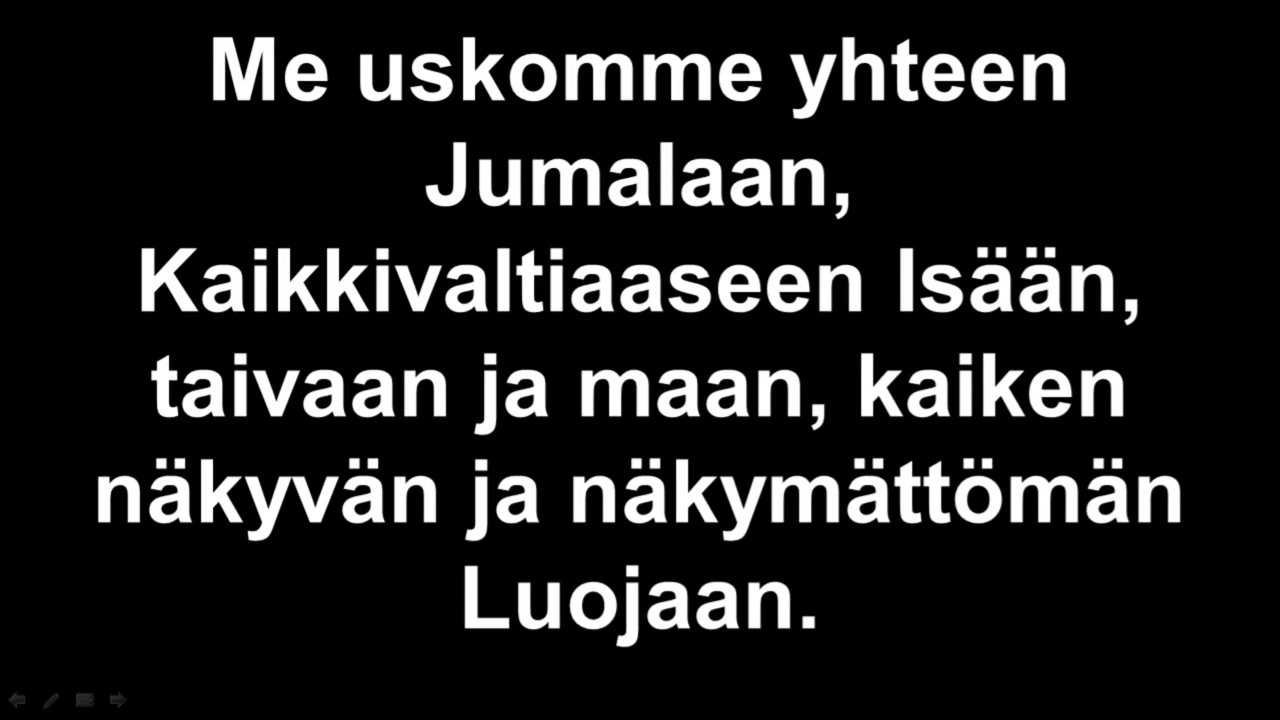 Me uskomme yhteen
Jumalaan,
Kaikkivaltiaaseen Isään,
taivaan ja maan, kaiken
näkyvän ja näkymättömän
Luojaan.